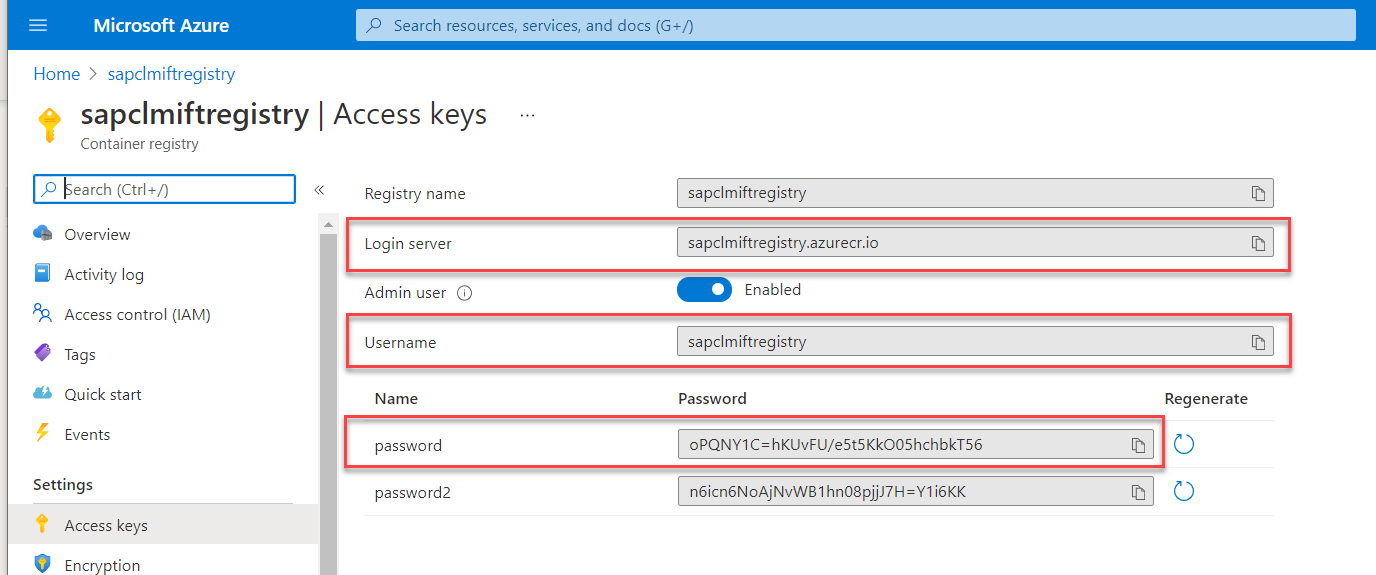 Microsoft Azure
Search resources, services, and docs (G+/)
Home > sapclmiftregistry
sapclmiftregistry | Access keys ...
Container registry
Search (Ctrl+/)
«
Overview
Activity log
Access control (IAM)
Tags
Quick start
Events
Settings
Access keys
Encryption
Registry name sapclmiftregistry
Login server sapclmiftregistry.azurecr.io
Admin user Enabled
Username sapclmiftregistry
Name Password Regenerate
password oPQNY1C=hKUvFU/e5t5KkO05hchbkT56
password2 n6icn6NoAjNvWB1hn08pjjJ7H=Y1i6KK